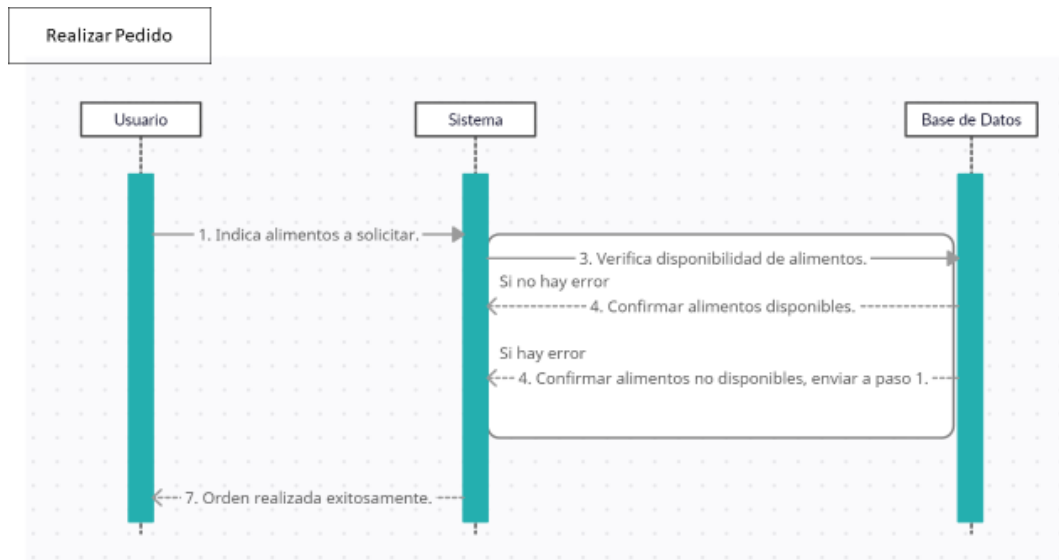 Realizar Pedido
Usuario
Sistema
Base de Datos
1. Indica alimentos a solicitar.
3. Verifica disponibilidad de alimentos.
Si no hay error
4. Confirmar alimentos disponibles.
Si hay error
4. Confirmar alimentos no disponibles, enviar a paso 1.
7. Orden realizada exitosamente.